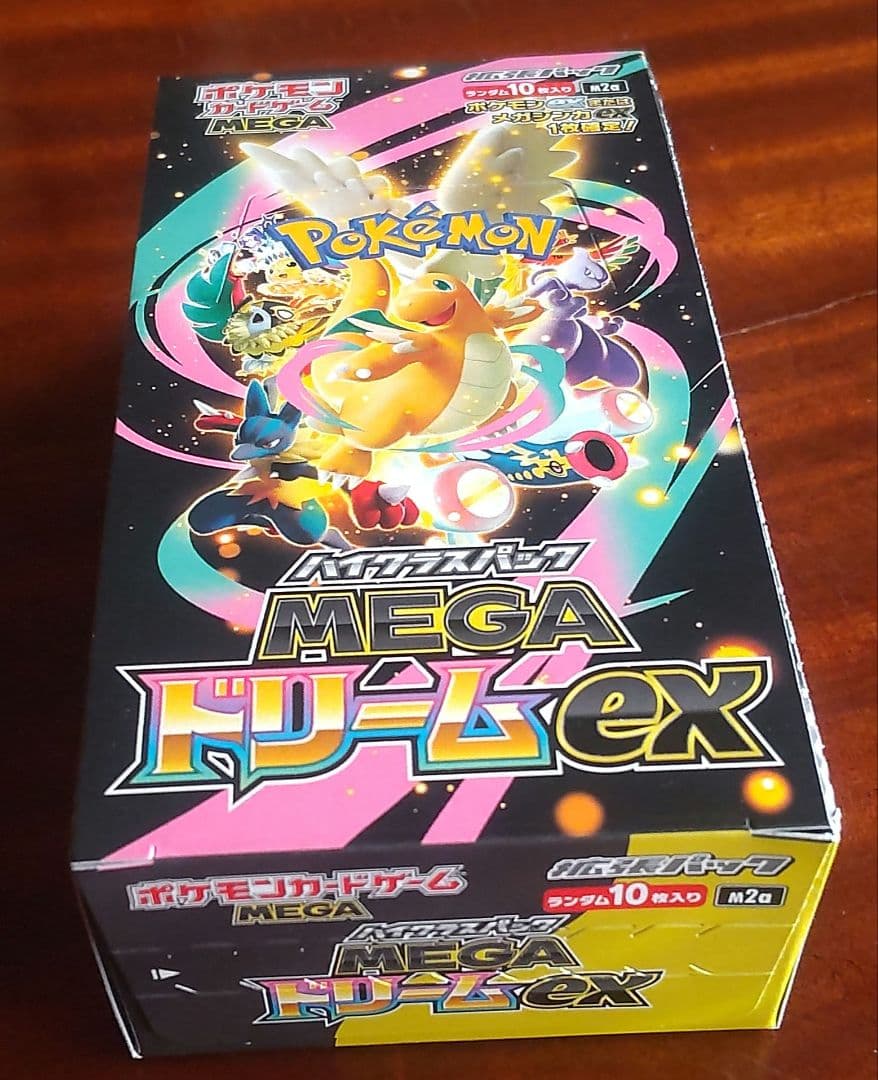 ポケモン
カードゲーム
MEGA
拡張パック
ランダム10枚入り M2a
ポケモンexまたは
メガシンカex
1枚確定!!
POKéMON
ハイクラスパック
MEGA
ドリームex
ポケモンカードゲーム
MEGA
拡張パック
ランダム10枚入り M2a
ハイクラスパック
MEGA
ドリームex